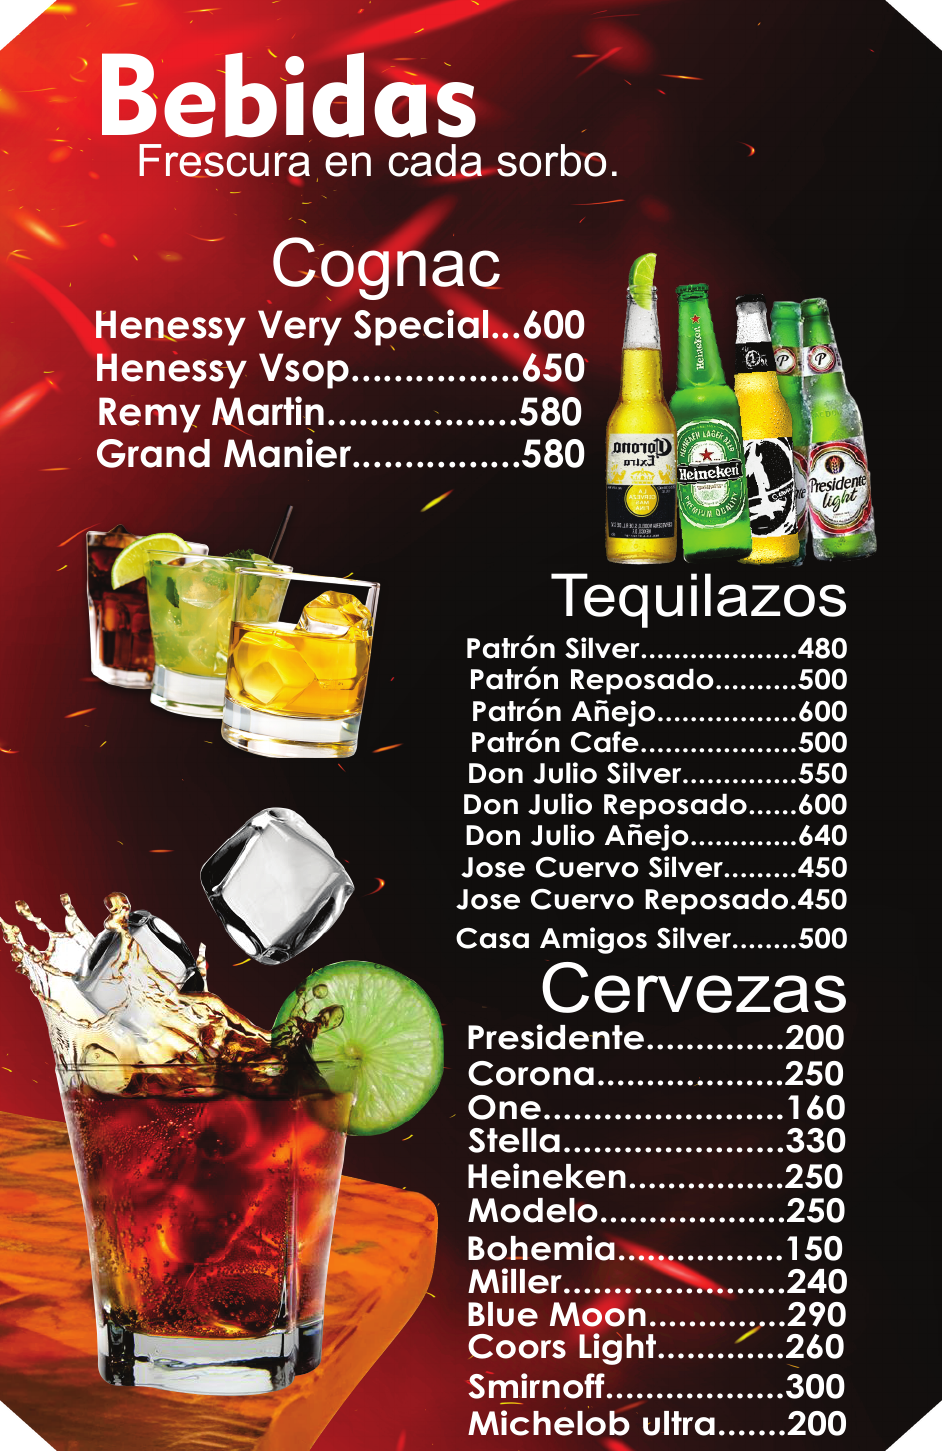 Bebidas
Frescura en cada sorbo.
Cognac
Henessy Very Special...600
Henessy Vsop................650
Remy Martin..................580
Grand Manier................580
Corona
Extra
Heineken
Heineken
Presidente
light
P
P
Tequilazos
Patrón Silver...................480
Patrón Reposado..........500
Patrón Añejo.................600
Patrón Cafe...................500
Don Julio Silver..............550
Don Julio Reposado......600
Don Julio Añejo.............640
Jose Cuervo Silver.........450
Jose Cuervo Reposado.450
Casa Amigos Silver........500
Cervezas
Presidente..............200
Corona...................250
One........................160
Stella.......................330
Heineken................250
Modelo...................250
Bohemia.................150
Miller.......................240
Blue Moon..............290
Coors Light.............260
Smirnoff..................300
Michelob ultra.......200